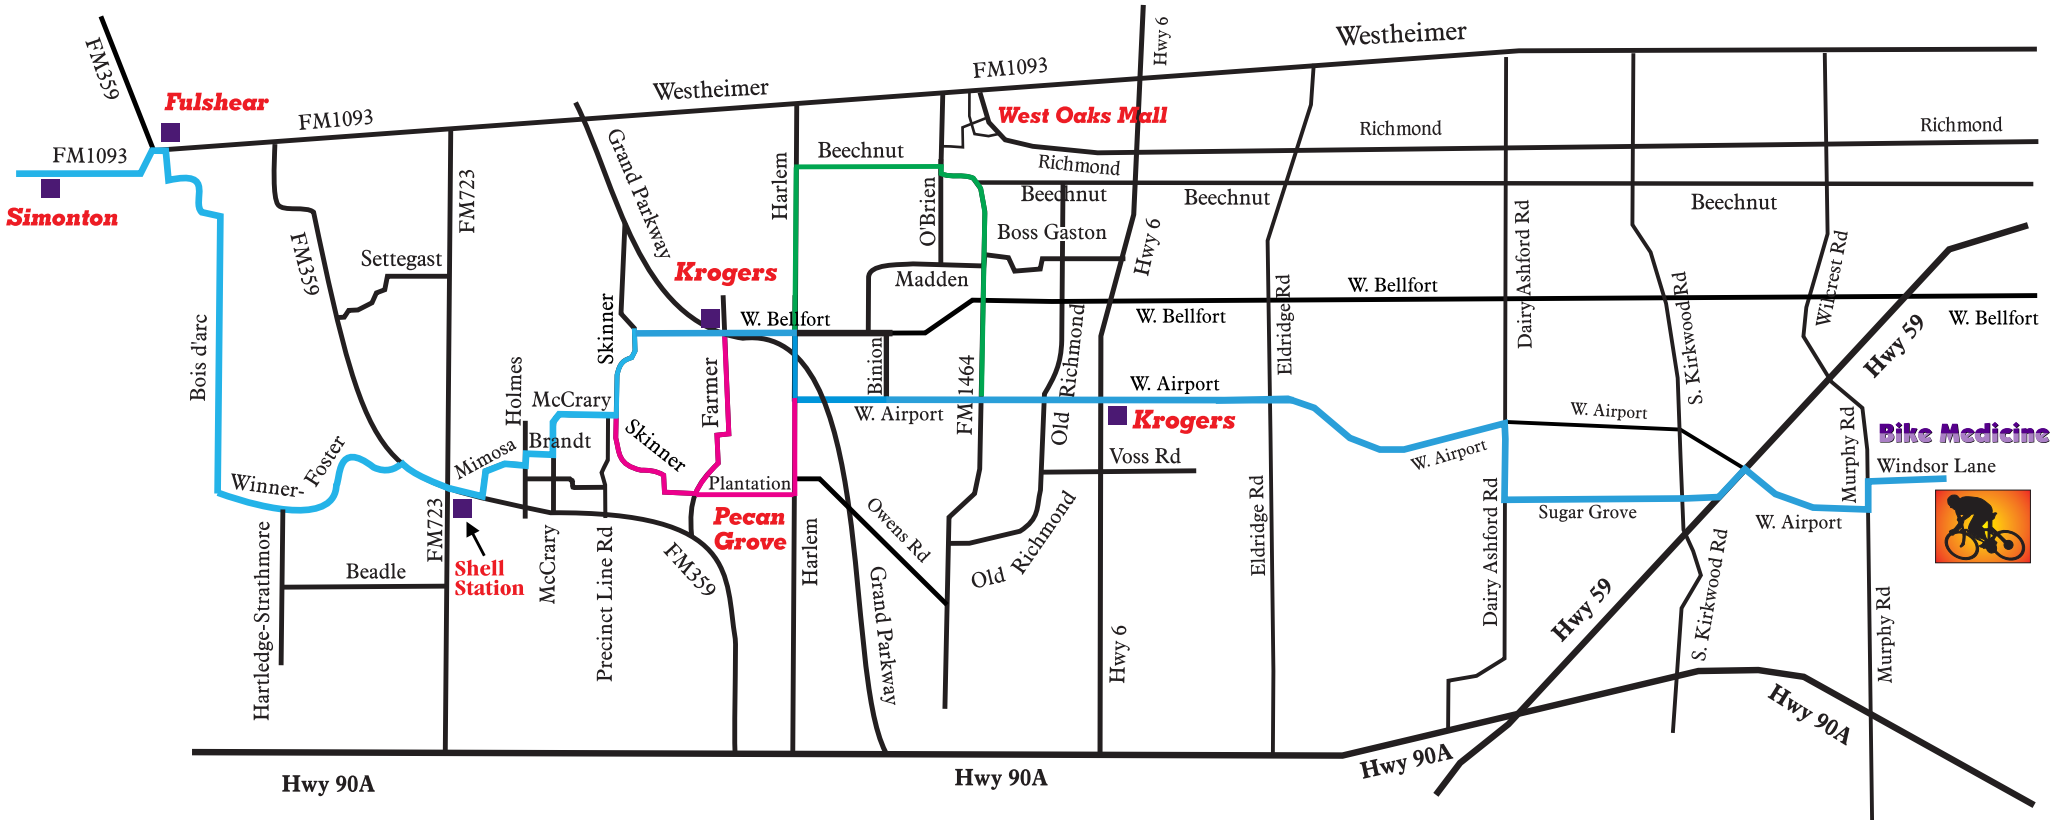 FM359
Fulshear
FM1093
FM1093
Simonton
Westheimer
FM1093
Hwy 6
Westheimer
West Oaks Mall
Richmond
Richmond
Richmond
Beechnut
Beechnut
Beechnut
Beechnut
Grand Parkway
Harlem
O'Brien
FM723
Boss Gaston
Hwy 6
Dairy Ashford Rd
Wilcrest Rd
FM359
Settegast
Krogers
Madden
Eldridge Rd
S. Kirkwood Rd
W. Bellfort
W. Bellfort
W. Bellfort
W. Bellfort
Hwy 59
Skinner
Bois d'arc
Holmes
McCrary
Farmer
Binion
FM 1464
Old Richmond
W. Airport
W. Airport
Krogers
W. Airport
W. Airport
Murphy Rd
Bike Medicine
Windsor Lane
Winner-Foster
Mimosa
Brandt
Skinner
Plantation
Voss Rd
Pecan
Grove
Owens Rd
Old Richmond
Eldridge Rd
Dairy Ashford Rd
Sugar Grove
W. Airport
Hartledge-Strathmore
FM723
Shell
Station
Beadle
McCrary
Precinct Line Rd
FM359
Harlem
Grand Parkway
Hwy 6
Hwy 59
S. Kirkwood Rd
Murphy Rd
Hwy 90A
Hwy 90A
Hwy 90A
Hwy 90A